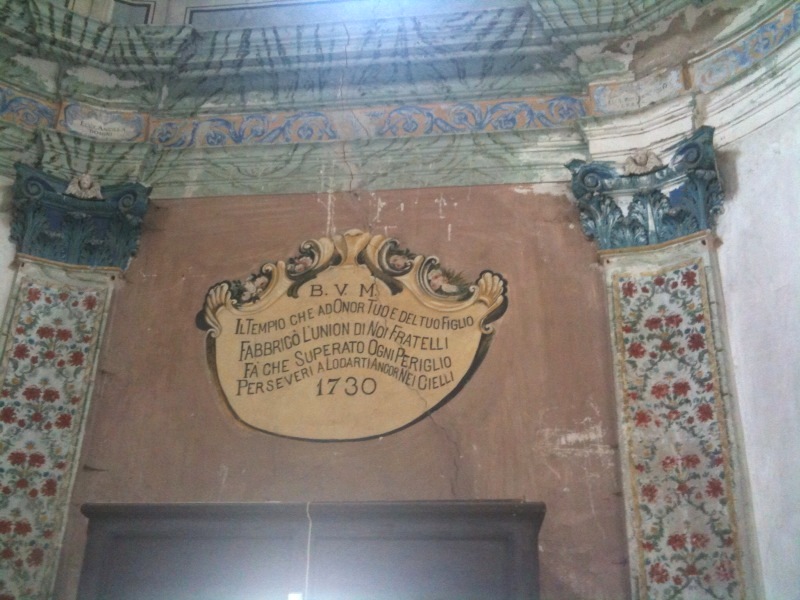 B. V. M.
IL TEMPIO CHE AD ONOR TUO E DEL TUO FIGLIO
FABBRICÒ L'UNION DI NOI FRATELLI
FA' CHE SUPERATO OGNI PERIGLIO
PERSEVERI A LODARTI ANCOR NEI CIELLI
1730